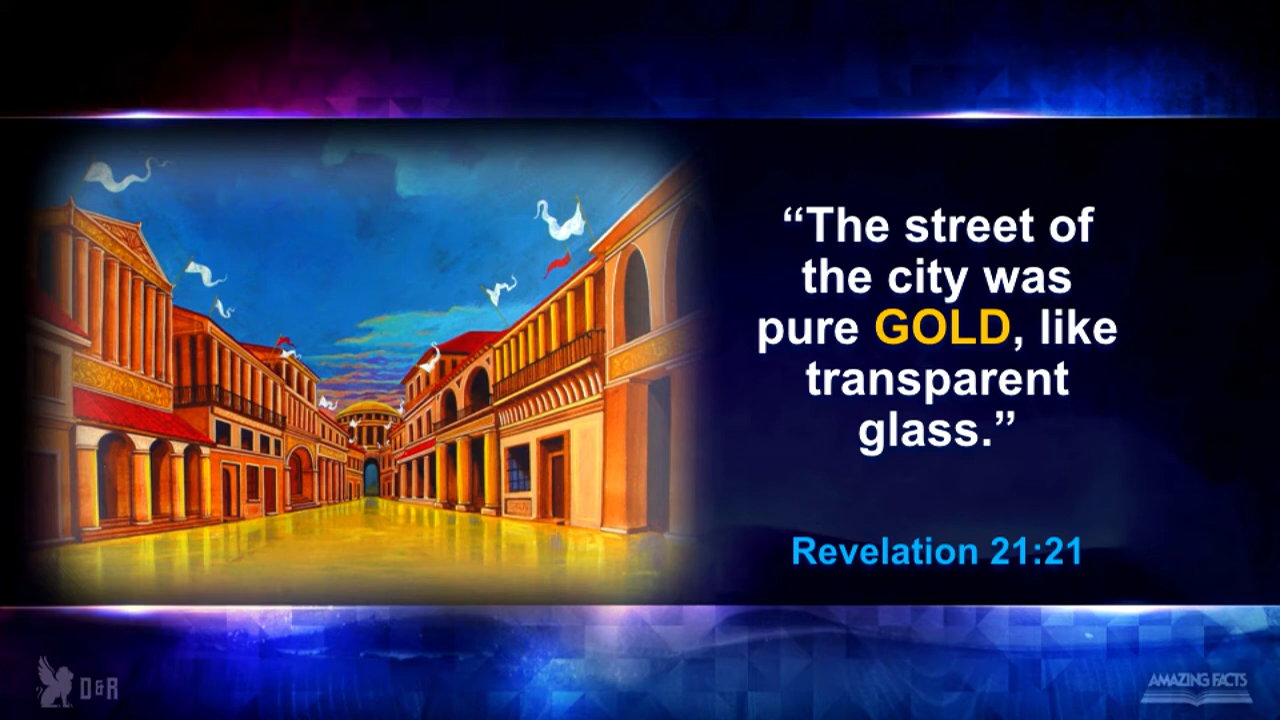 “The street of
the city was
pure GOLD, like
transparent
glass.”
Revelation 21:21
D&R
AMAZING FACTS